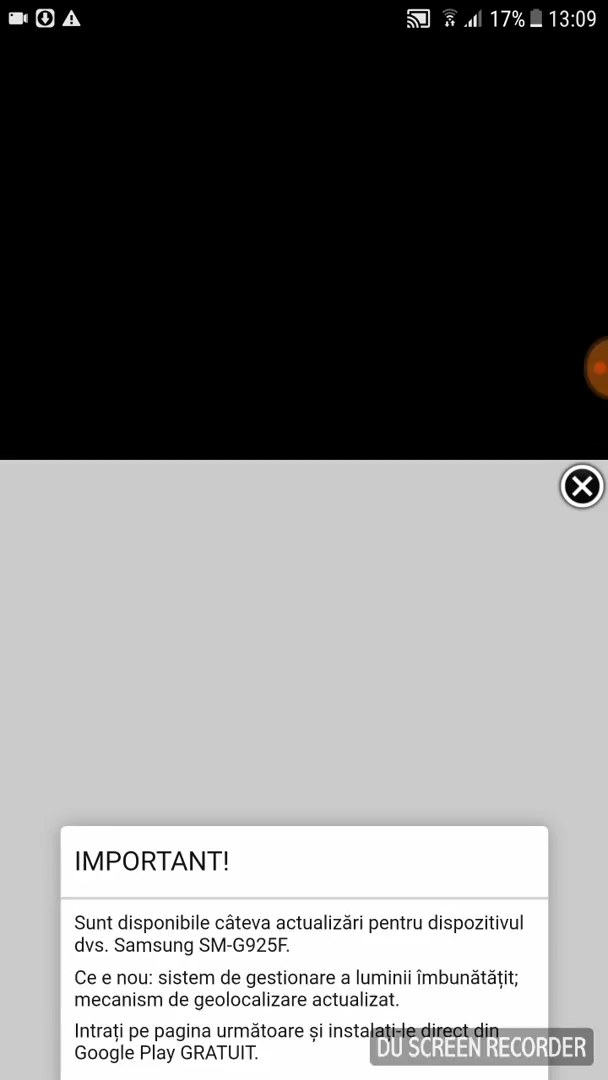 17% 13:09
IMPORTANT!
Sunt disponibile câteva actualizări pentru dispozitivul
dvs. Samsung SM-G925F.
Ce e nou: sistem de gestionare a luminii îmbunătățit;
mecanism de geolocalizare actualizat.
Intrați pe pagina următoare și instalați-le direct din
Google Play GRATUIT.
DU SCREEN RECORDER